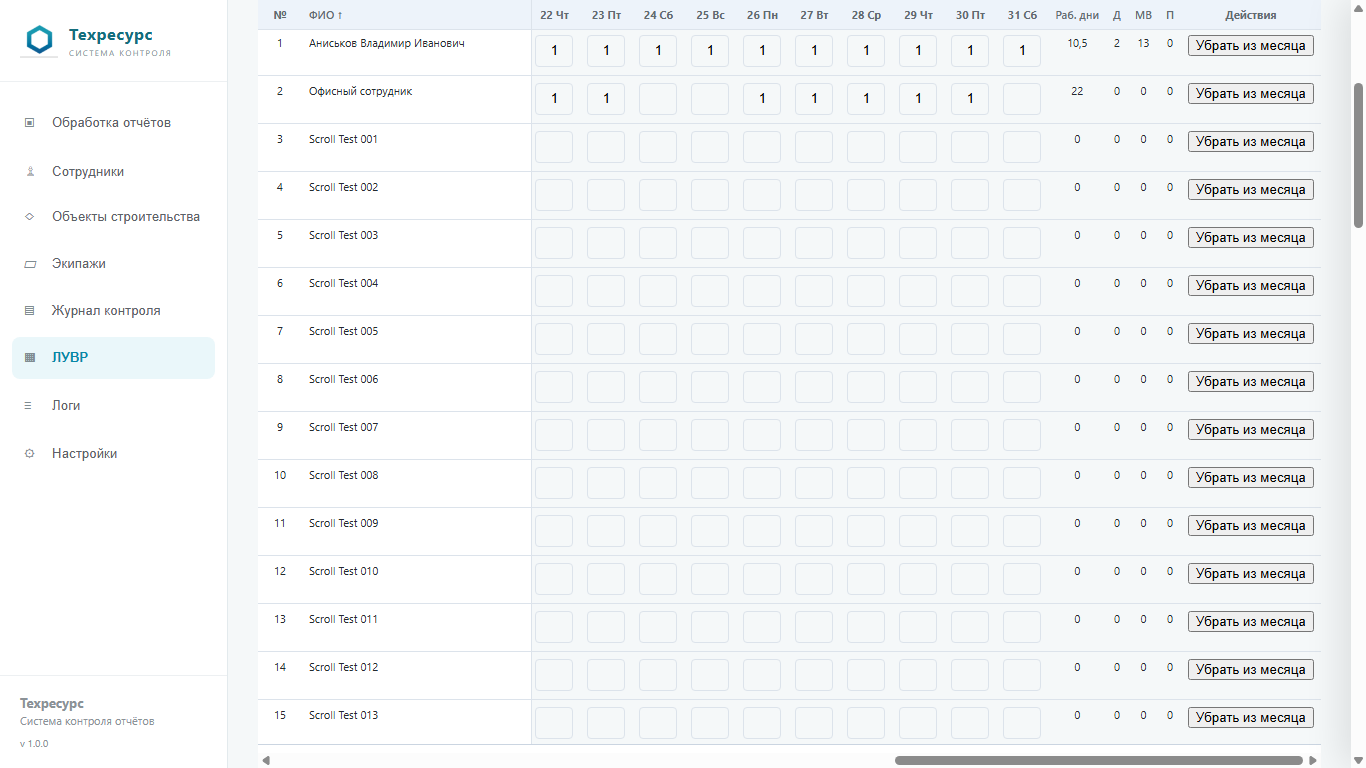 Техресурс
СИСТЕМА КОНТРОЛЯ
Обработка отчётов
Сотрудники
Объекты строительства
Экипажи
Журнал контроля
ЛУВР
Логи
Настройки
Техресурс
Система контроля отчётов
v 1.0.0
№ ФИО ↑ 22 Чт 23 Пт 24 Сб 25 Вс 26 Пн 27 Вт 28 Ср 29 Чт 30 Пт 31 Сб Раб. дни Д МВ П Действия
1 Аниськов Владимир Иванович 1 1 1 1 1 1 1 1 1 1 10,5 2 13 0 Убрать из месяца
2 Офисный сотрудник 1 1 1 1 1 1 1 22 0 0 0 Убрать из месяца
3 Scroll Test 001 0 0 0 0 Убрать из месяца
4 Scroll Test 002 0 0 0 0 Убрать из месяца
5 Scroll Test 003 0 0 0 0 Убрать из месяца
6 Scroll Test 004 0 0 0 0 Убрать из месяца
7 Scroll Test 005 0 0 0 0 Убрать из месяца
8 Scroll Test 006 0 0 0 0 Убрать из месяца
9 Scroll Test 007 0 0 0 0 Убрать из месяца
10 Scroll Test 008 0 0 0 0 Убрать из месяца
11 Scroll Test 009 0 0 0 0 Убрать из месяца
12 Scroll Test 010 0 0 0 0 Убрать из месяца
13 Scroll Test 011 0 0 0 0 Убрать из месяца
14 Scroll Test 012 0 0 0 0 Убрать из месяца
15 Scroll Test 013 0 0 0 0 Убрать из месяца